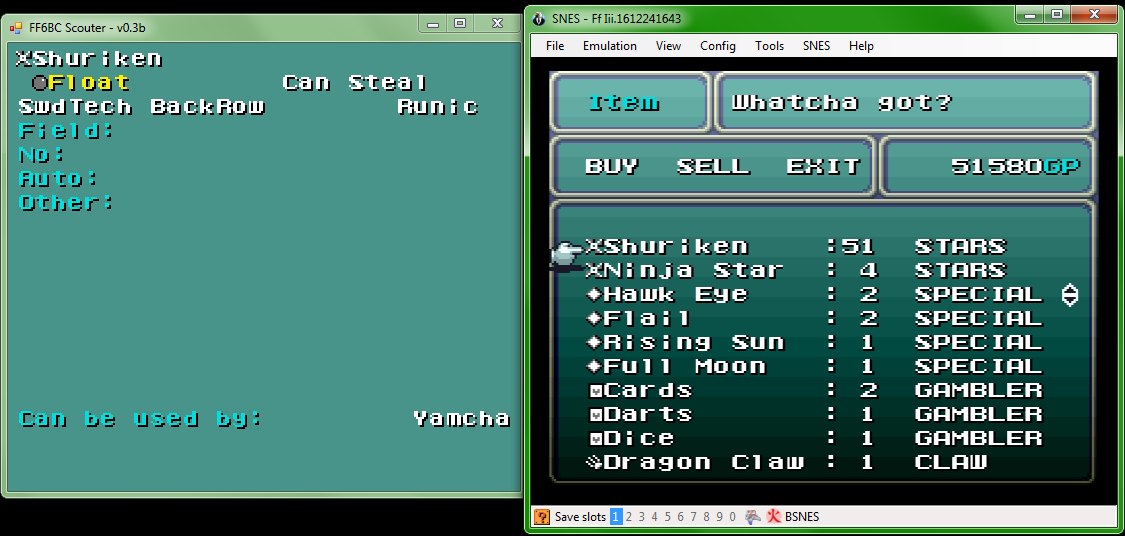 FF6BC Scouter - v0.3b
Shuriken
Float Can Steal
SwdTech BackRow Runic
Field:
No:
Auto:
Other:
Can be used by: Yamcha
SNES - Ff Iii.1612241643
File Emulation View Config Tools SNES Help
Item Whatcha got?
BUY SELL EXIT 51580GP
Shuriken :51 STARS
Ninja Star : 4 STARS
Hawk Eye : 2 SPECIAL
Flail : 2 SPECIAL
Rising Sun : 1 SPECIAL
Full Moon : 1 SPECIAL
Cards : 2 GAMBLER
Darts : 1 GAMBLER
Dice : 1 GAMBLER
Dragon Claw : 1 CLAW
Save slots 1 2 3 4 5 6 7 8 9 0 火 BSNES